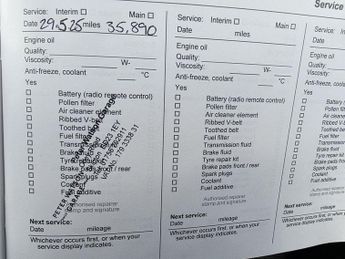 Service
Service: Interim ☐ Main ☐
Date 29.5.25 miles 35,890
Engine oil
Quality:
Viscosity: W-
Anti-freeze, coolant °C
Yes
☐ Battery (radio remote control)
☐ Pollen filter
☐ Air cleaner element
☐ Ribbed V-belt
☐ Toothed belt
☐ Fuel filter
☐ Transmission
☐ Brake fluid
☐ Tyre repair
☐ Brake pads front / rear
☐ Spark plugs
☐ Coolant
☐ Fuel additive
PETER
GARAGE
Authorised repairer
stamp and signature
Next service:
Date mileage
Whichever occurs first, or when your
service display indicates.
Service: Interim ☐ Main ☐
Date miles
Engine oil
Quality:
Viscosity: W-
Anti-freeze, coolant °C
Yes
☐ Battery (radio remote control)
☐ Pollen filter
☐ Air cleaner element
☐ Ribbed V-belt
☐ Toothed belt
☐ Fuel filter
☐ Transmission fluid
☐ Brake fluid
☐ Tyre repair kit
☐ Brake pads front / rear
☐ Spark plugs
☐ Coolant
☐ Fuel additive
Authorised repairer
stamp and signature
Next service:
Date mileage
Whichever occurs first, or when your
service display indicates.